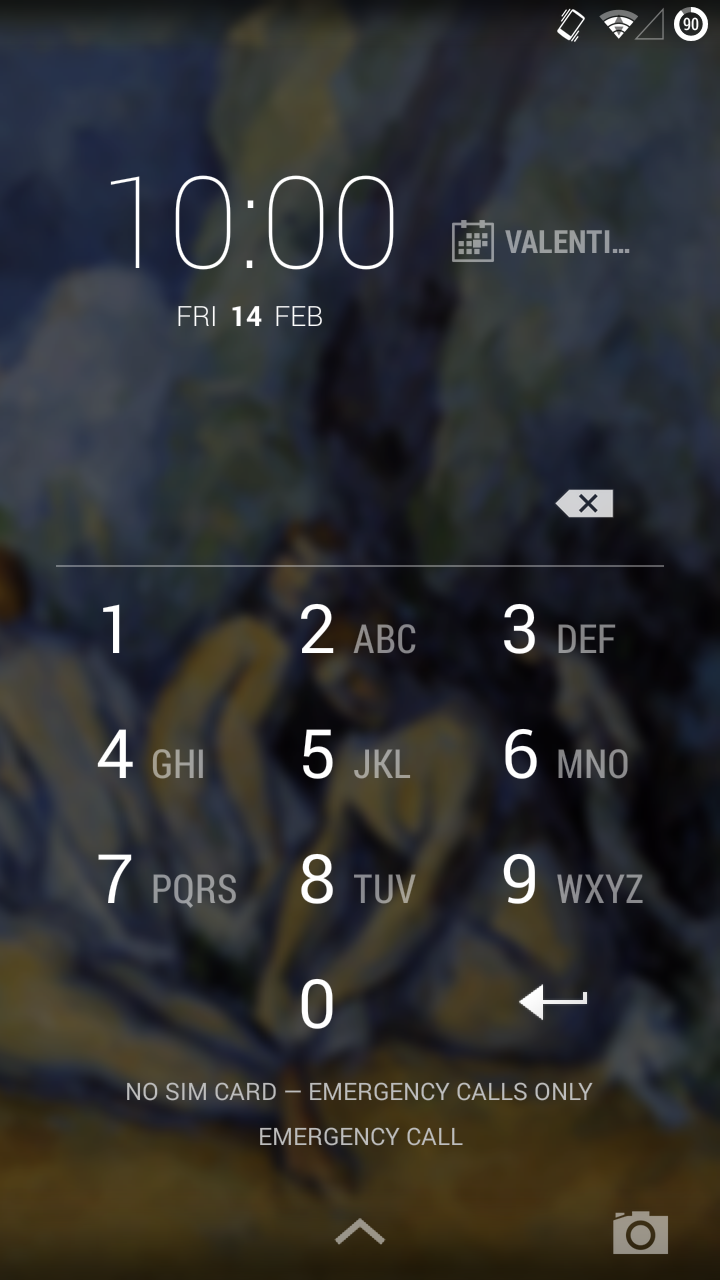 90
10:00
VALENTI...
FRI 14 FEB
1
2 ABC
3 DEF
4 GHI
5 JKL
6 MNO
7 PQRS
8 TUV
9 WXYZ
0
NO SIM CARD — EMERGENCY CALLS ONLY
EMERGENCY CALL